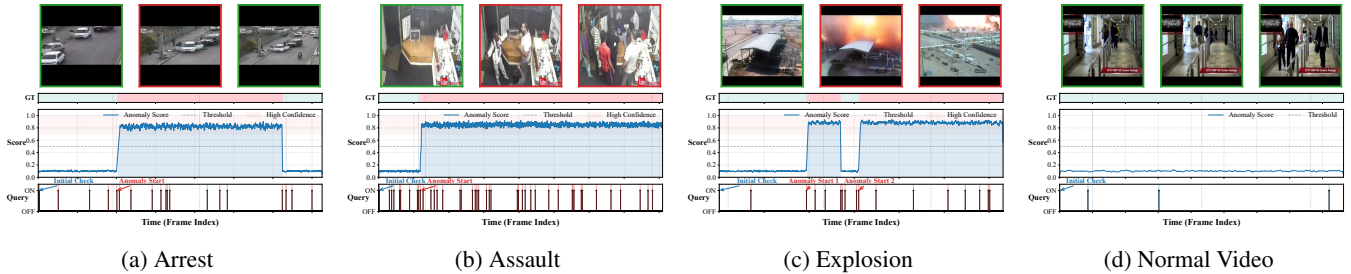 GT
Anomaly Score Threshold High Confidence
Score
1.0
0.8
0.6
0.4
0.2
0.0
Initial Check Anomaly Start
Query
ON
OFF
Time (Frame Index)
(a) Arrest
GT
Anomaly Score Threshold High Confidence
Score
1.0
0.8
0.6
0.4
0.2
0.0
Initial Check Anomaly Start
Query
ON
OFF
Time (Frame Index)
(b) Assault
GT
Anomaly Score Threshold High Confidence
Score
1.0
0.8
0.6
0.4
0.2
0.0
Initial Check Anomaly Start 1 Anomaly Start 2
Query
ON
OFF
Time (Frame Index)
(c) Explosion
GT
Anomaly Score Threshold
Score
1.0
0.8
0.6
0.4
0.2
0.0
Initial Check
Query
ON
OFF
Time (Frame Index)
(d) Normal Video